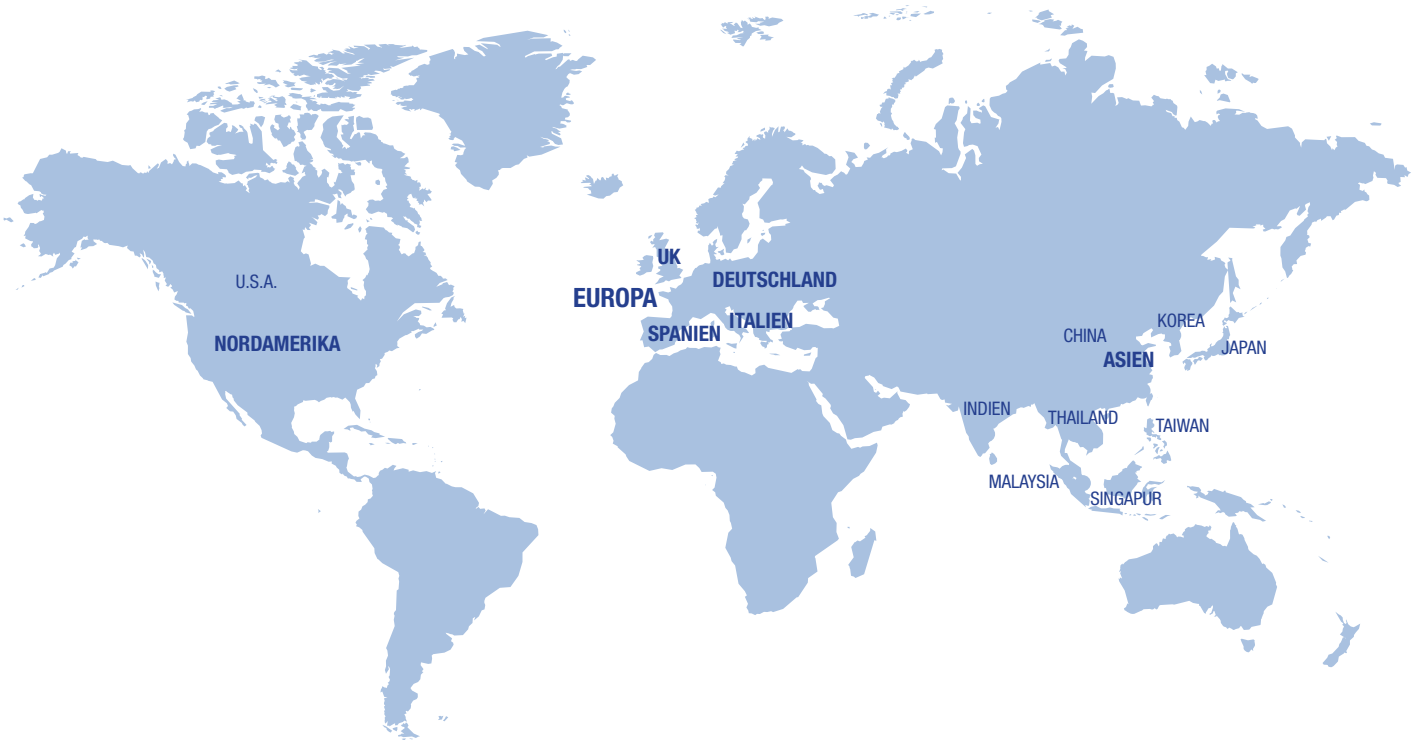 UK
U.S.A.
DEUTSCHLAND
EUROPA
ITALIEN
SPANIEN
NORDAMERIKA
KOREA
CHINA
JAPAN
ASIEN
INDIEN
THAILAND
TAIWAN
MALAYSIA
SINGAPUR